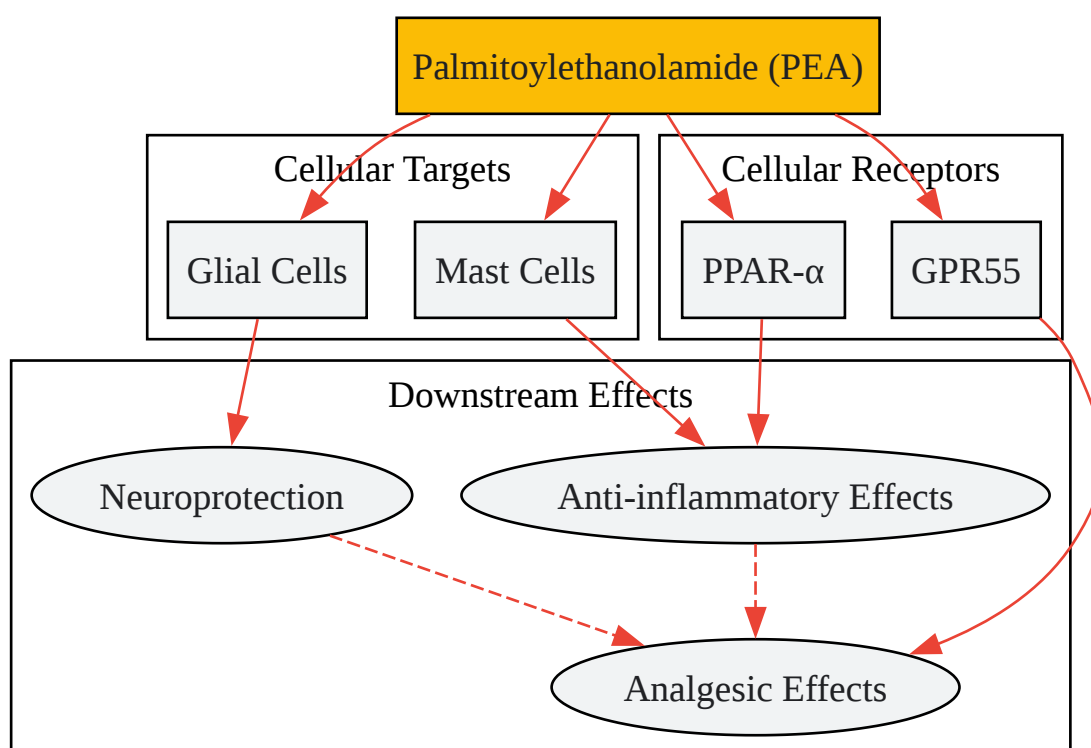 Palmitoylethanolamide (PEA)
Cellular Targets
Cellular Receptors
Glial Cells
Mast Cells
PPAR-α
GPR55
Downstream Effects
Neuroprotection
Anti-inflammatory Effects
Analgesic Effects